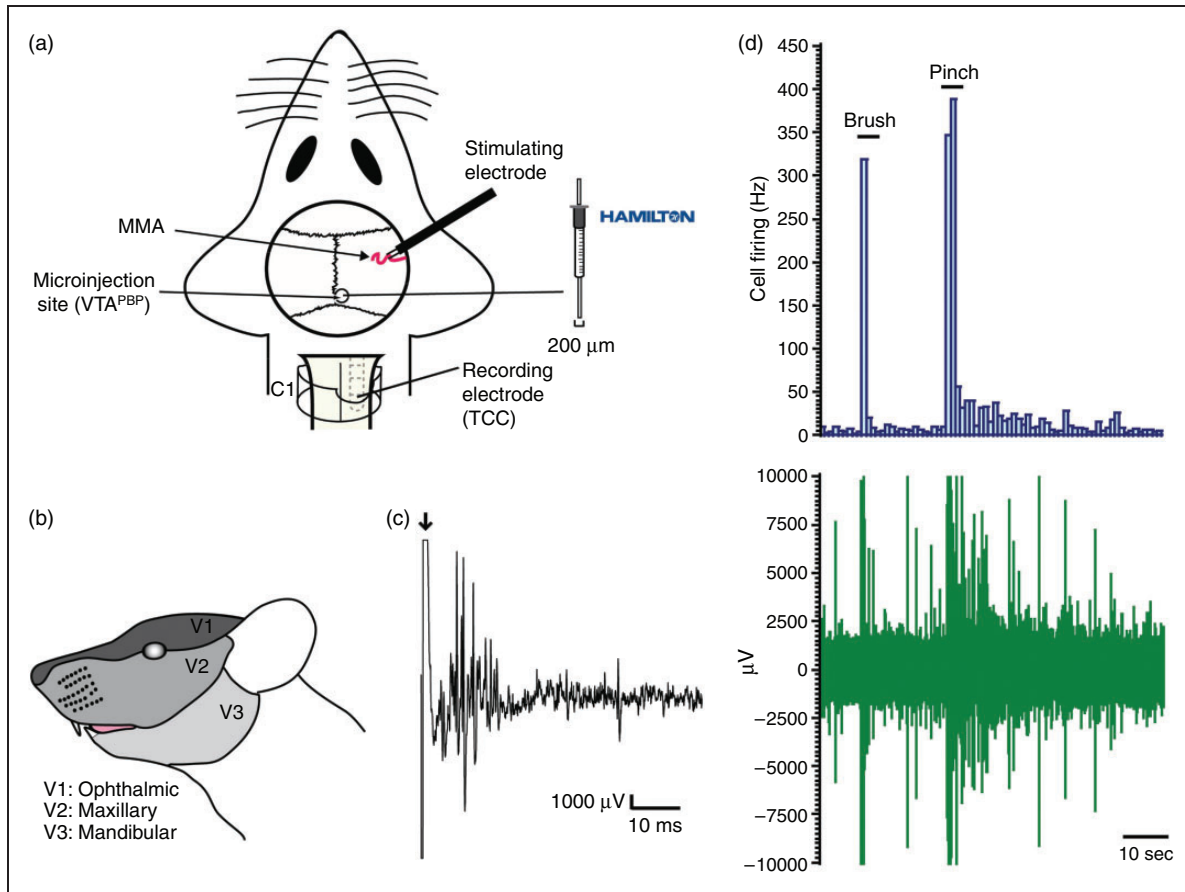 (a)
Stimulating
electrode
MMA
HAMILTON
Microinjection
site (VTAᴾᴮᴾ)
200 μm
C1
Recording
electrode
(TCC)
(b)
V1
V2
V3
V1: Ophthalmic
V2: Maxillary
V3: Mandibular
(c)
1000 μV
10 ms
(d)
450
400
350
300
250
200
150
100
50
0
Cell firing (Hz)
Brush
Pinch
10000
7500
5000
2500
0
−2500
−5000
−7500
−10000
μV
10 sec